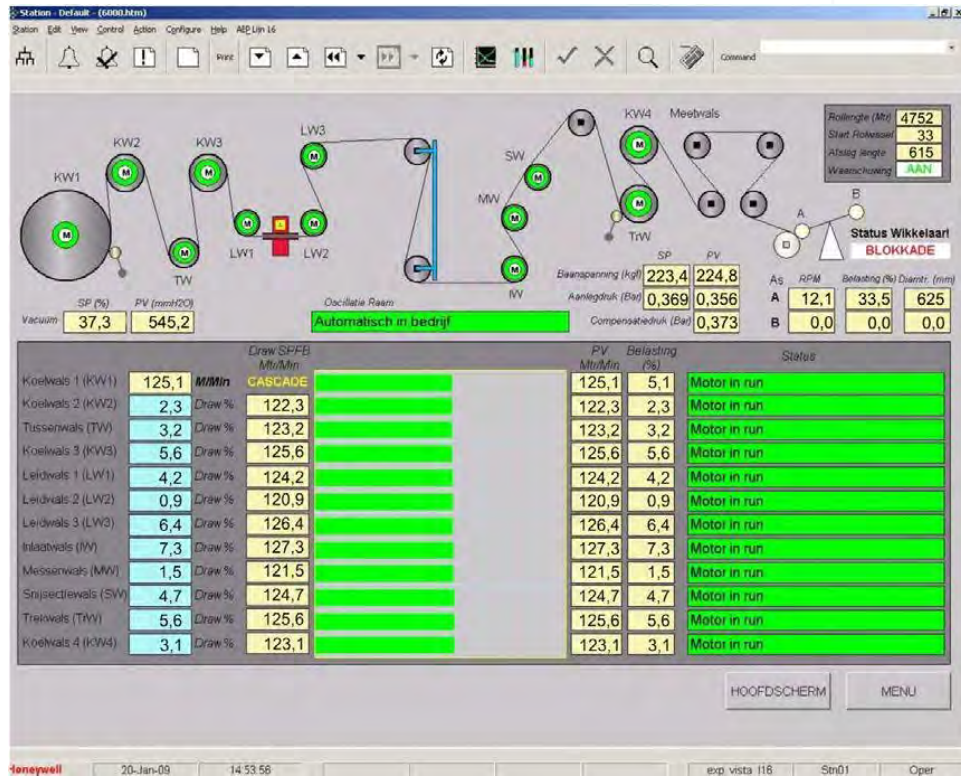 Station - Default - (6000.htm)
Station Edit View Control Action Configure Help AEP Lijn 16
Print Command
KW1
KW2
KW3
LW3
TW
LW1
LW2
SW
MW
IW
KW4
Meetwals
TrW
Rollengte (Mtr) 4752
Start Rolwissel 33
Afslag lengte 615
Waarschuwing AAN
A
B
Status Wikkelaar!
BLOKKADE
SP PV
Baanspanning (kgf) 223,4 224,8
Aanlegdruk (Bar) 0,369 0,356
Compensatiedruk (Bar) 0,373
As RPM Belasting (%) Diamtr. (mm)
A 12,1 33,5 625
B 0,0 0,0 0,0
SP (%) PV (mmH2O)
Vacuüm 37,3 545,2
Oscillatie Raam
Automatisch in bedrijf
Draw SPFB Mtr/Min PV Mtr/Min Belasting (%) Status
Koelwals 1 (KW1) 125,1 M/Min CASCADE 125,1 5,1 Motor in run
Koelwals 2 (KW2) 2,3 Draw % 122,3 122,3 2,3 Motor in run
Tussenwals (TW) 3,2 Draw % 123,2 123,2 3,2 Motor in run
Koelwals 3 (KW3) 5,6 Draw % 125,6 125,6 5,6 Motor in run
Leidwals 1 (LW1) 4,2 Draw % 124,2 124,2 4,2 Motor in run
Leidwals 2 (LW2) 0,9 Draw % 120,9 120,9 0,9 Motor in run
Leidwals 3 (LW3) 6,4 Draw % 126,4 126,4 6,4 Motor in run
Inlaatwals (IW) 7,3 Draw % 127,3 127,3 7,3 Motor in run
Messenwals (MW) 1,5 Draw % 121,5 121,5 1,5 Motor in run
Snijsectiewals (SW) 4,7 Draw % 124,7 124,7 4,7 Motor in run
Trekwals (TrW) 5,6 Draw % 125,6 125,6 5,6 Motor in run
Koelwals 4 (KW4) 3,1 Draw % 123,1 123,1 3,1 Motor in run
HOOFDSCHERM MENU
Honeywell 20-Jan-09 14:53:56 exp_vista_l16 Stn01 Oper